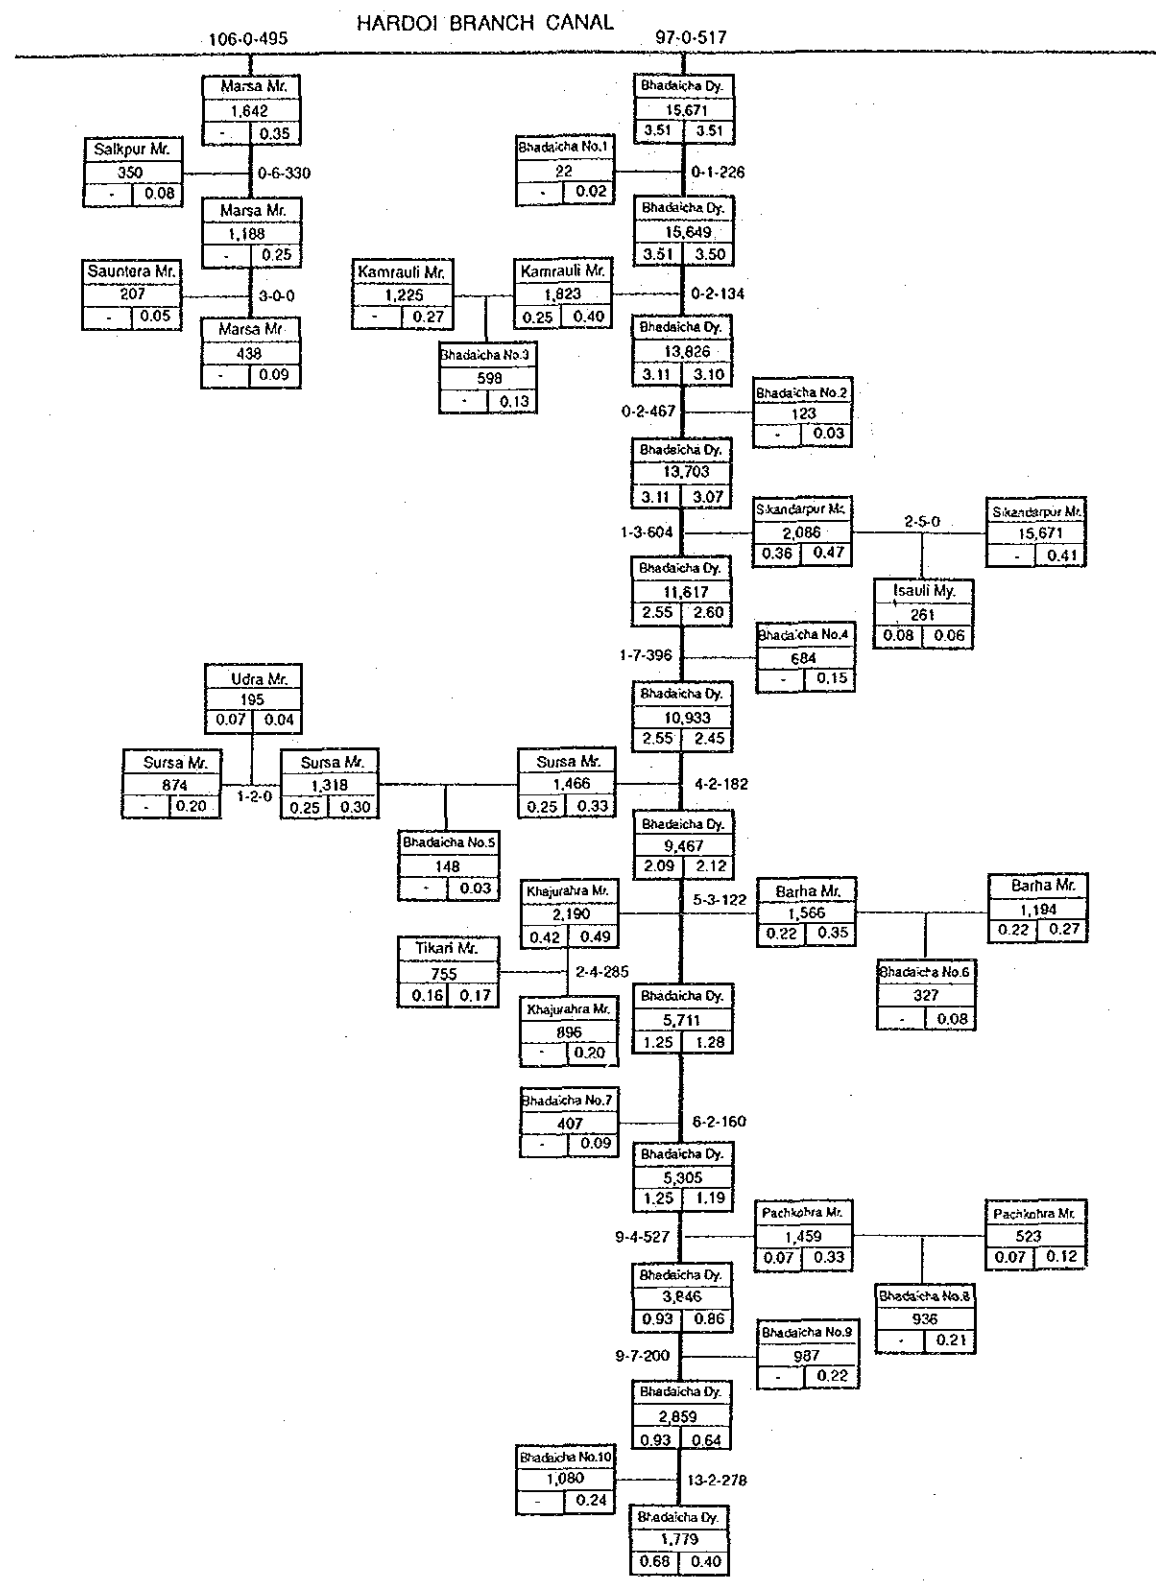 HARDOI BRANCH CANAL
106-0-495
97-0-517
Marsa Mr.
1,642
- 0.35
Salkpur Mr.
350
- 0.08
0-6-330
Marsa Mr.
1,188
- 0.25
Sauntera Mr.
207
- 0.05
3-0-0
Marsa Mr
438
- 0.09
Bhadaicha Dy.
15,671
3.51 3.51
Bhadaicha No.1
22
- 0.02
0-1-226
Bhadaicha Dy.
15,649
3.51 3.50
Kamrauli Mr.
1,225
- 0.27
Kamrauli Mr.
1,823
0.25 0.40
0-2-134
Bhadaicha No.3
598
- 0.13
Bhadaicha Dy.
13,826
3.11 3.10
0-2-467
Bhadaicha No.2
123
- 0.03
Bhadaicha Dy.
13,703
3.11 3.07
1-3-604
Sikandarpur Mr.
2,086
0.36 0.47
2-5-0
Sikandarpur Mr.
15,671
- 0.41
Isauli My.
261
0.08 0.06
Bhadaicha Dy.
11,617
2.55 2.60
1-7-396
Bhadaicha No.4
684
- 0.15
Bhadaicha Dy.
10,933
2.55 2.45
Udra Mr.
195
0.07 0.04
Sursa Mr.
874
- 0.20
1-2-0
Sursa Mr.
1,318
0.25 0.30
Sursa Mr.
1,466
0.25 0.33
4-2-182
Bhadaicha No.5
148
- 0.03
Bhadaicha Dy.
9,467
2.09 2.12
5-3-122
Khajurahra Mr.
2,190
0.42 0.49
Barha Mr.
1,566
0.22 0.35
Barha Mr.
1,194
0.22 0.27
Tikari Mr.
755
0.16 0.17
2-4-285
Bhadaicha No.6
327
- 0.08
Khajurahra Mr.
896
- 0.20
Bhadaicha Dy.
5,711
1.25 1.28
Bhadaicha No.7
407
- 0.09
6-2-160
Bhadaicha Dy.
5,305
1.25 1.19
9-4-527
Pachkohra Mr.
1,459
0.07 0.33
Pachkohra Mr.
523
0.07 0.12
Bhadaicha No.8
936
- 0.21
Bhadaicha Dy.
3,846
0.93 0.86
9-7-200
Bhadaicha No.9
987
- 0.22
Bhadaicha Dy.
2,859
0.93 0.64
Bhadaicha No.10
1,080
- 0.24
13-2-278
Bhadaicha Dy.
1,779
0.68 0.40